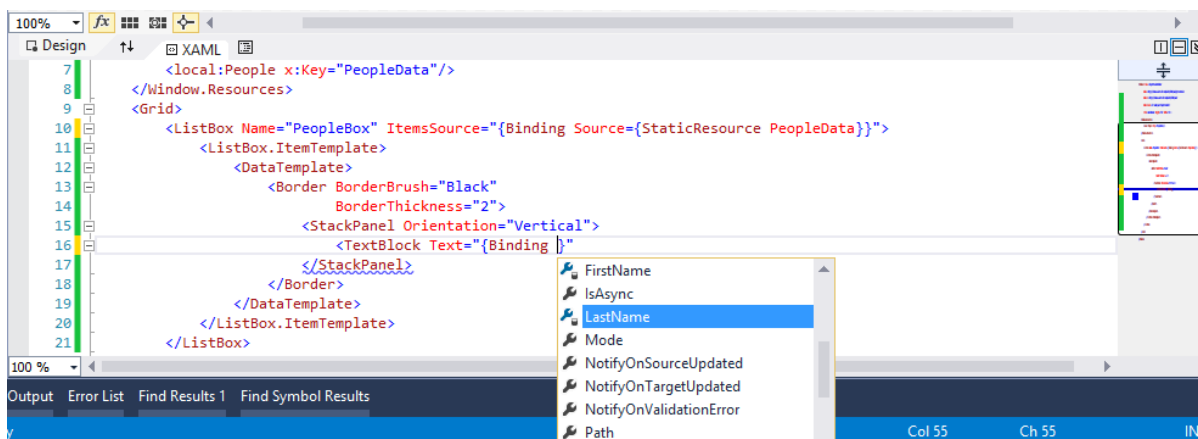 100% fx
Design XAML
7 <local:People x:Key="PeopleData"/>
8 </Window.Resources>
9 <Grid>
10 <ListBox Name="PeopleBox" ItemsSource="{Binding Source={StaticResource PeopleData}}">
11 <ListBox.ItemTemplate>
12 <DataTemplate>
13 <Border BorderBrush="Black"
14 BorderThickness="2">
15 <StackPanel Orientation="Vertical">
16 <TextBlock Text="{Binding }"
17 </StackPanel>
18 </Border>
19 </DataTemplate>
20 </ListBox.ItemTemplate>
21 </ListBox>
FirstName
IsAsync
LastName
Mode
NotifyOnSourceUpdated
NotifyOnTargetUpdated
NotifyOnValidationError
Path
100 %
Output Error List Find Results 1 Find Symbol Results
y Col 55 Ch 55 IN